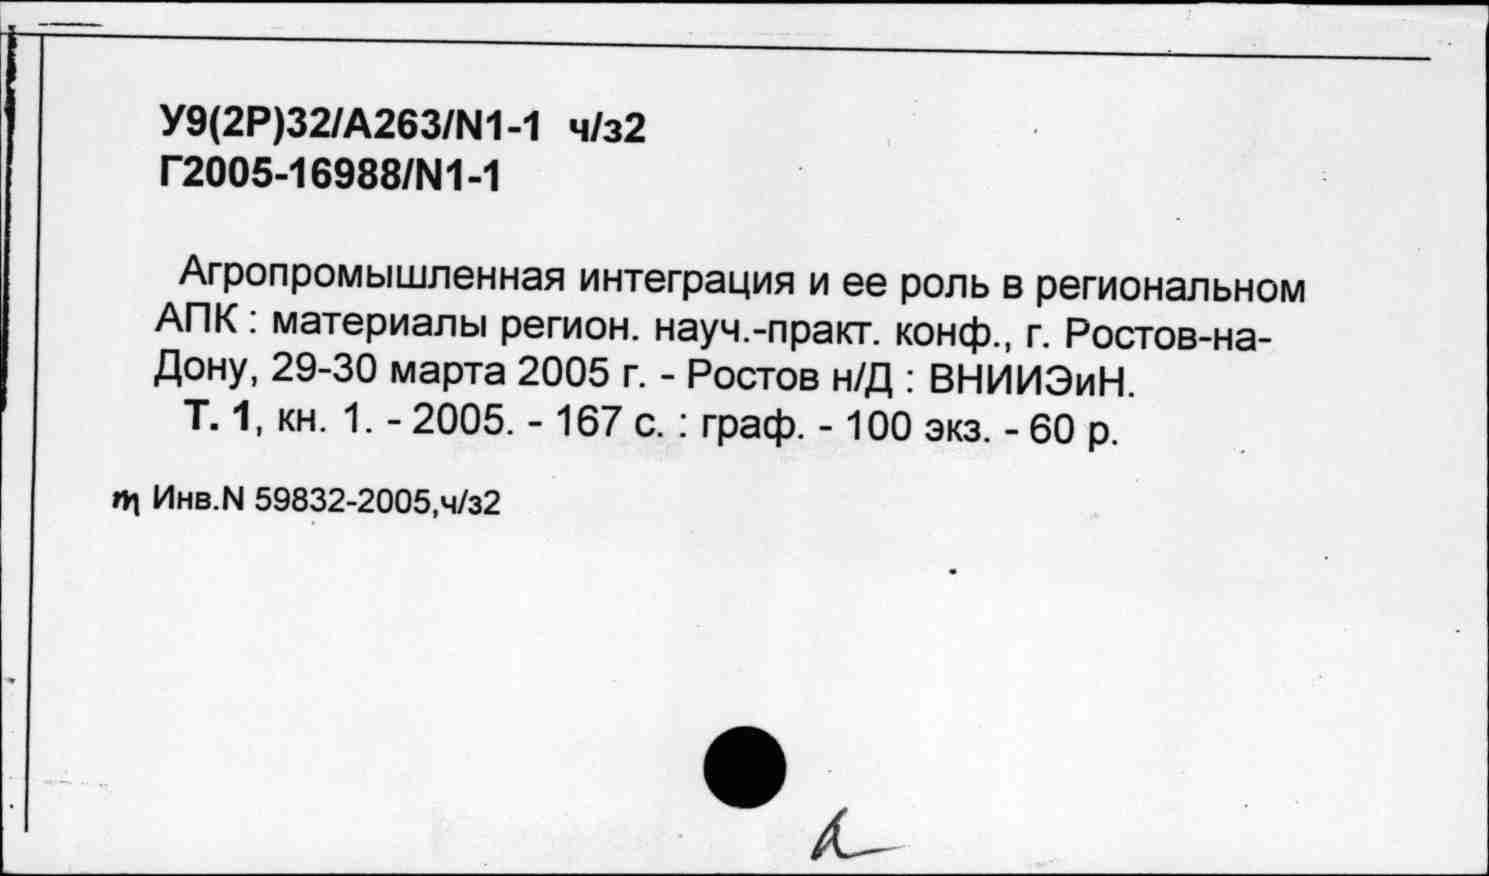 У9(2Р)32/А263/N1-1 ч/з2
Г2005-16988/N1-1
Агропромышленная интеграция и ее роль в региональном
АПК : материалы регион. науч.-практ. конф., г. Ростов-на-
Дону, 29-30 марта 2005 г. - Ростов н/Д : ВНИИЭиН.
Т. 1, кн. 1. - 2005. - 167 с. : граф. - 100 экз. - 60 р.
Инв.N 59832-2005,ч/з2